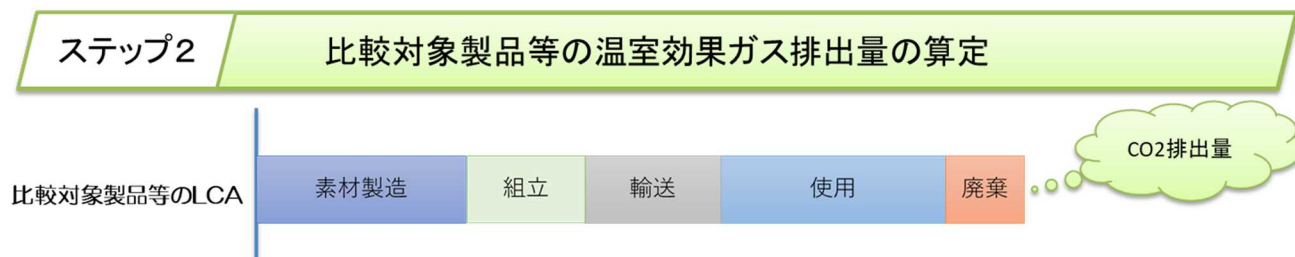 ステップ2
比較対象製品等の温室効果ガス排出量の算定
CO2排出量
比較対象製品等のLCA
素材製造
組立
輸送
使用
廃棄